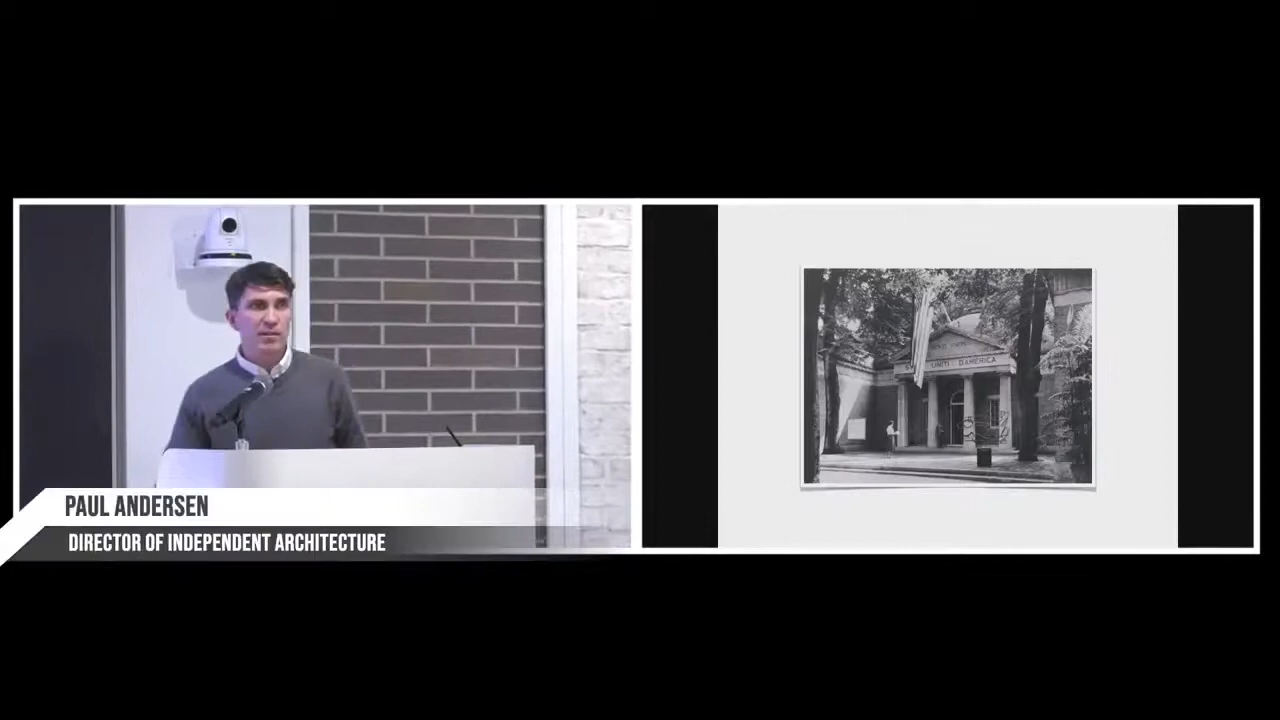 UNITI D'AMERICA
PAUL ANDERSEN
DIRECTOR OF INDEPENDENT ARCHITECTURE